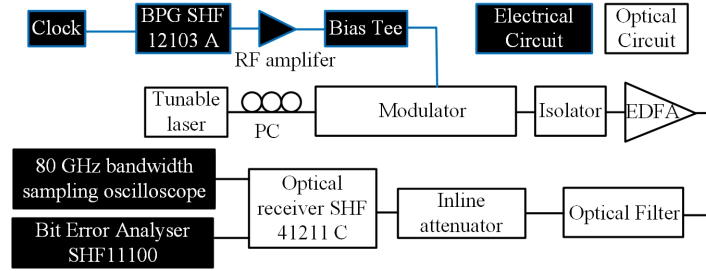 Clock
BPG SHF
12103 A
RF amplifer
Bias Tee
Electrical
Circuit
Optical
Circuit
Tunable
laser
PC
Modulator
Isolator
EDFA
80 GHz bandwidth
sampling oscilloscope
Bit Error Analyser
SHF11100
Optical
receiver SHF
41211 C
Inline
attenuator
Optical Filter